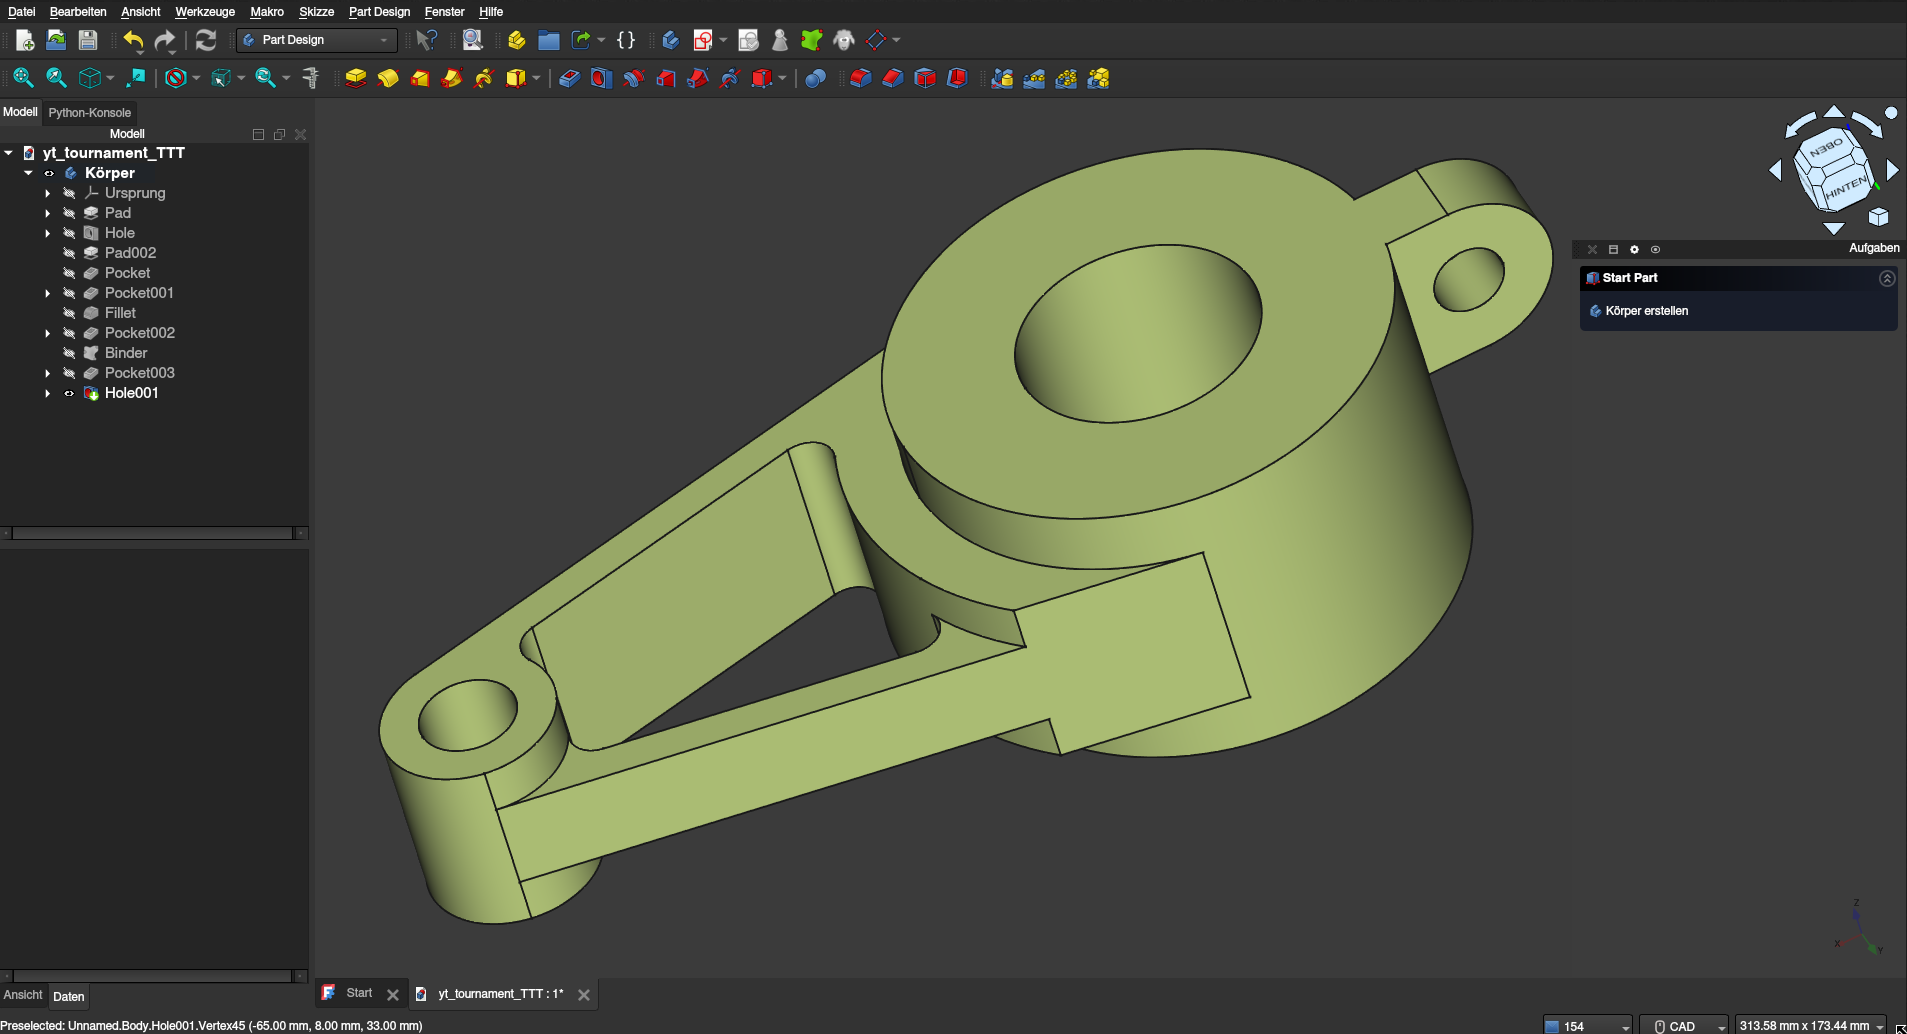 Datei Bearbeiten Ansicht Werkzeuge Makro Skizze Part Design Fenster Hilfe
Part Design
Modell Python-Konsole
Modell
yt_tournament_TTT
Körper
Ursprung
Pad
Hole
Pad002
Pocket
Pocket001
Fillet
Pocket002
Binder
Pocket003
Hole001
OBEN
HINTEN
Aufgaben
Start Part
Körper erstellen
Z
X
Y
Ansicht Daten
Start
yt_tournament_TTT : 1*
Preselected: Unnamed.Body.Hole001.Vertex45 (-65.00 mm, 8.00 mm, 33.00 mm)
154
CAD
313.58 mm x 173.44 mm